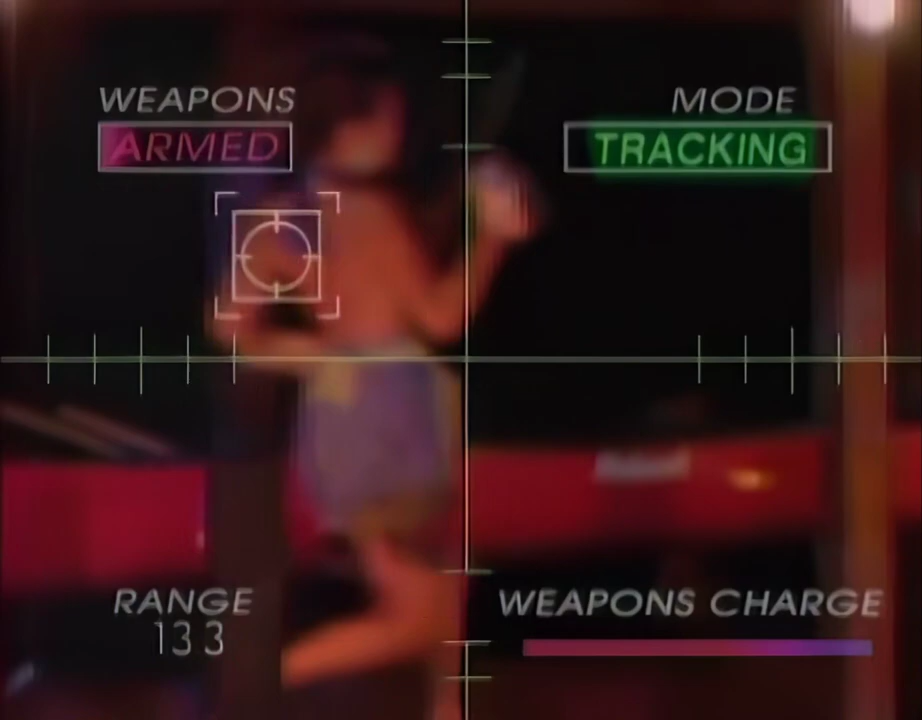 WEAPONS
ARMED
MODE
TRACKING
RANGE
133
WEAPONS CHARGE